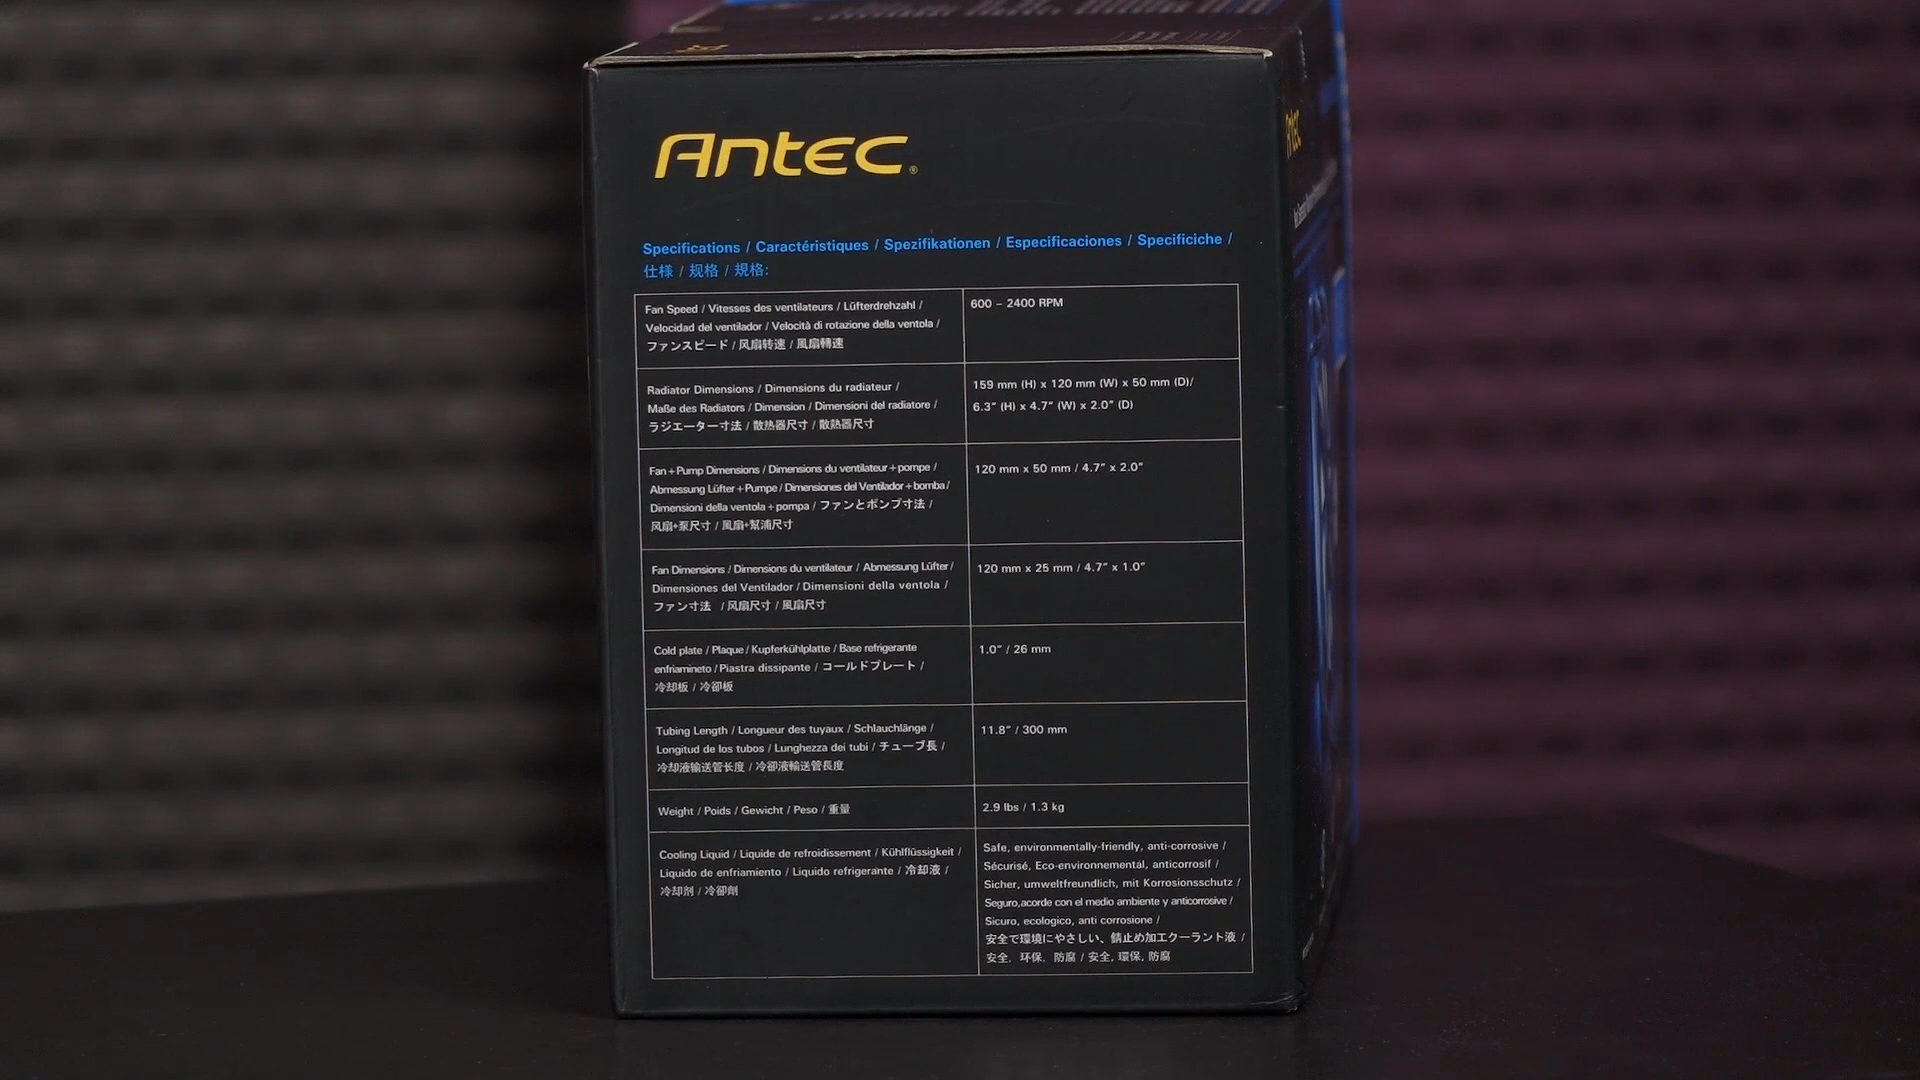 Antec®
Specifications / Caractéristiques / Spezifikationen / Especificaciones / Specificiche /
仕様 / 规格 / 規格:
Fan Speed / Vitesses des ventilateurs / Lüfterdrehzahl /
Velocidad del ventilador / Velocità di rotazione della ventola /
ファンスピード / 风扇转速 / 風扇轉速
600 – 2400 RPM
Radiator Dimensions / Dimensions du radiateur /
Maße des Radiators / Dimension / Dimensioni del radiatore /
ラジエーター寸法 / 散热器尺寸 / 散熱器尺寸
159 mm (H) x 120 mm (W) x 50 mm (D)/
6.3" (H) x 4.7" (W) x 2.0" (D)
Fan+Pump Dimensions / Dimensions du ventilateur+pompe /
Abmessung Lüfter+Pumpe / Dimensiones del Ventilador+bomba/
Dimensioni della ventola+pompa / ファンとポンプ寸法 /
风扇+泵尺寸 / 風扇+幫浦尺寸
120 mm x 50 mm / 4.7" x 2.0"
Fan Dimensions / Dimensions du ventilateur / Abmessung Lüfter/
Dimensiones del Ventilador / Dimensioni della ventola /
ファン寸法 / 风扇尺寸 / 風扇尺寸
120 mm x 25 mm / 4.7" x 1.0"
Cold plate / Plaque / Kupferkühlplatte / Base refrigerante
enfriamineto / Piastra dissipante / コールドプレート /
冷却板 / 冷卻板
1.0" / 26 mm
Tubing Length / Longueur des tuyaux / Schlauchlänge /
Longitud de los tubos / Lunghezza dei tubi / チューブ長 /
冷却液输送管长度 / 冷卻液輸送管長度
11.8" / 300 mm
Weight / Poids / Gewicht / Peso / 重量
2.9 lbs / 1.3 kg
Cooling Liquid / Liquide de refroidissement / Kühlflüssigkeit /
Liquido de enfriamiento / Liquido refrigerante / 冷却液 /
冷却剂 / 冷卻劑
Safe, environmentally-friendly, anti-corrosive /
Sécurisé, Eco-environnemental, anticorrosif /
Sicher, umweltfreundlich, mit Korrosionsschutz /
Seguro,acorde con el medio ambiente y anticorrosive /
Sicuro, ecologico, anti corrosione /
安全で環境にやさしい、錆止め加工クーラント液 /
安全, 环保, 防腐 / 安全, 環保, 防腐
Antec